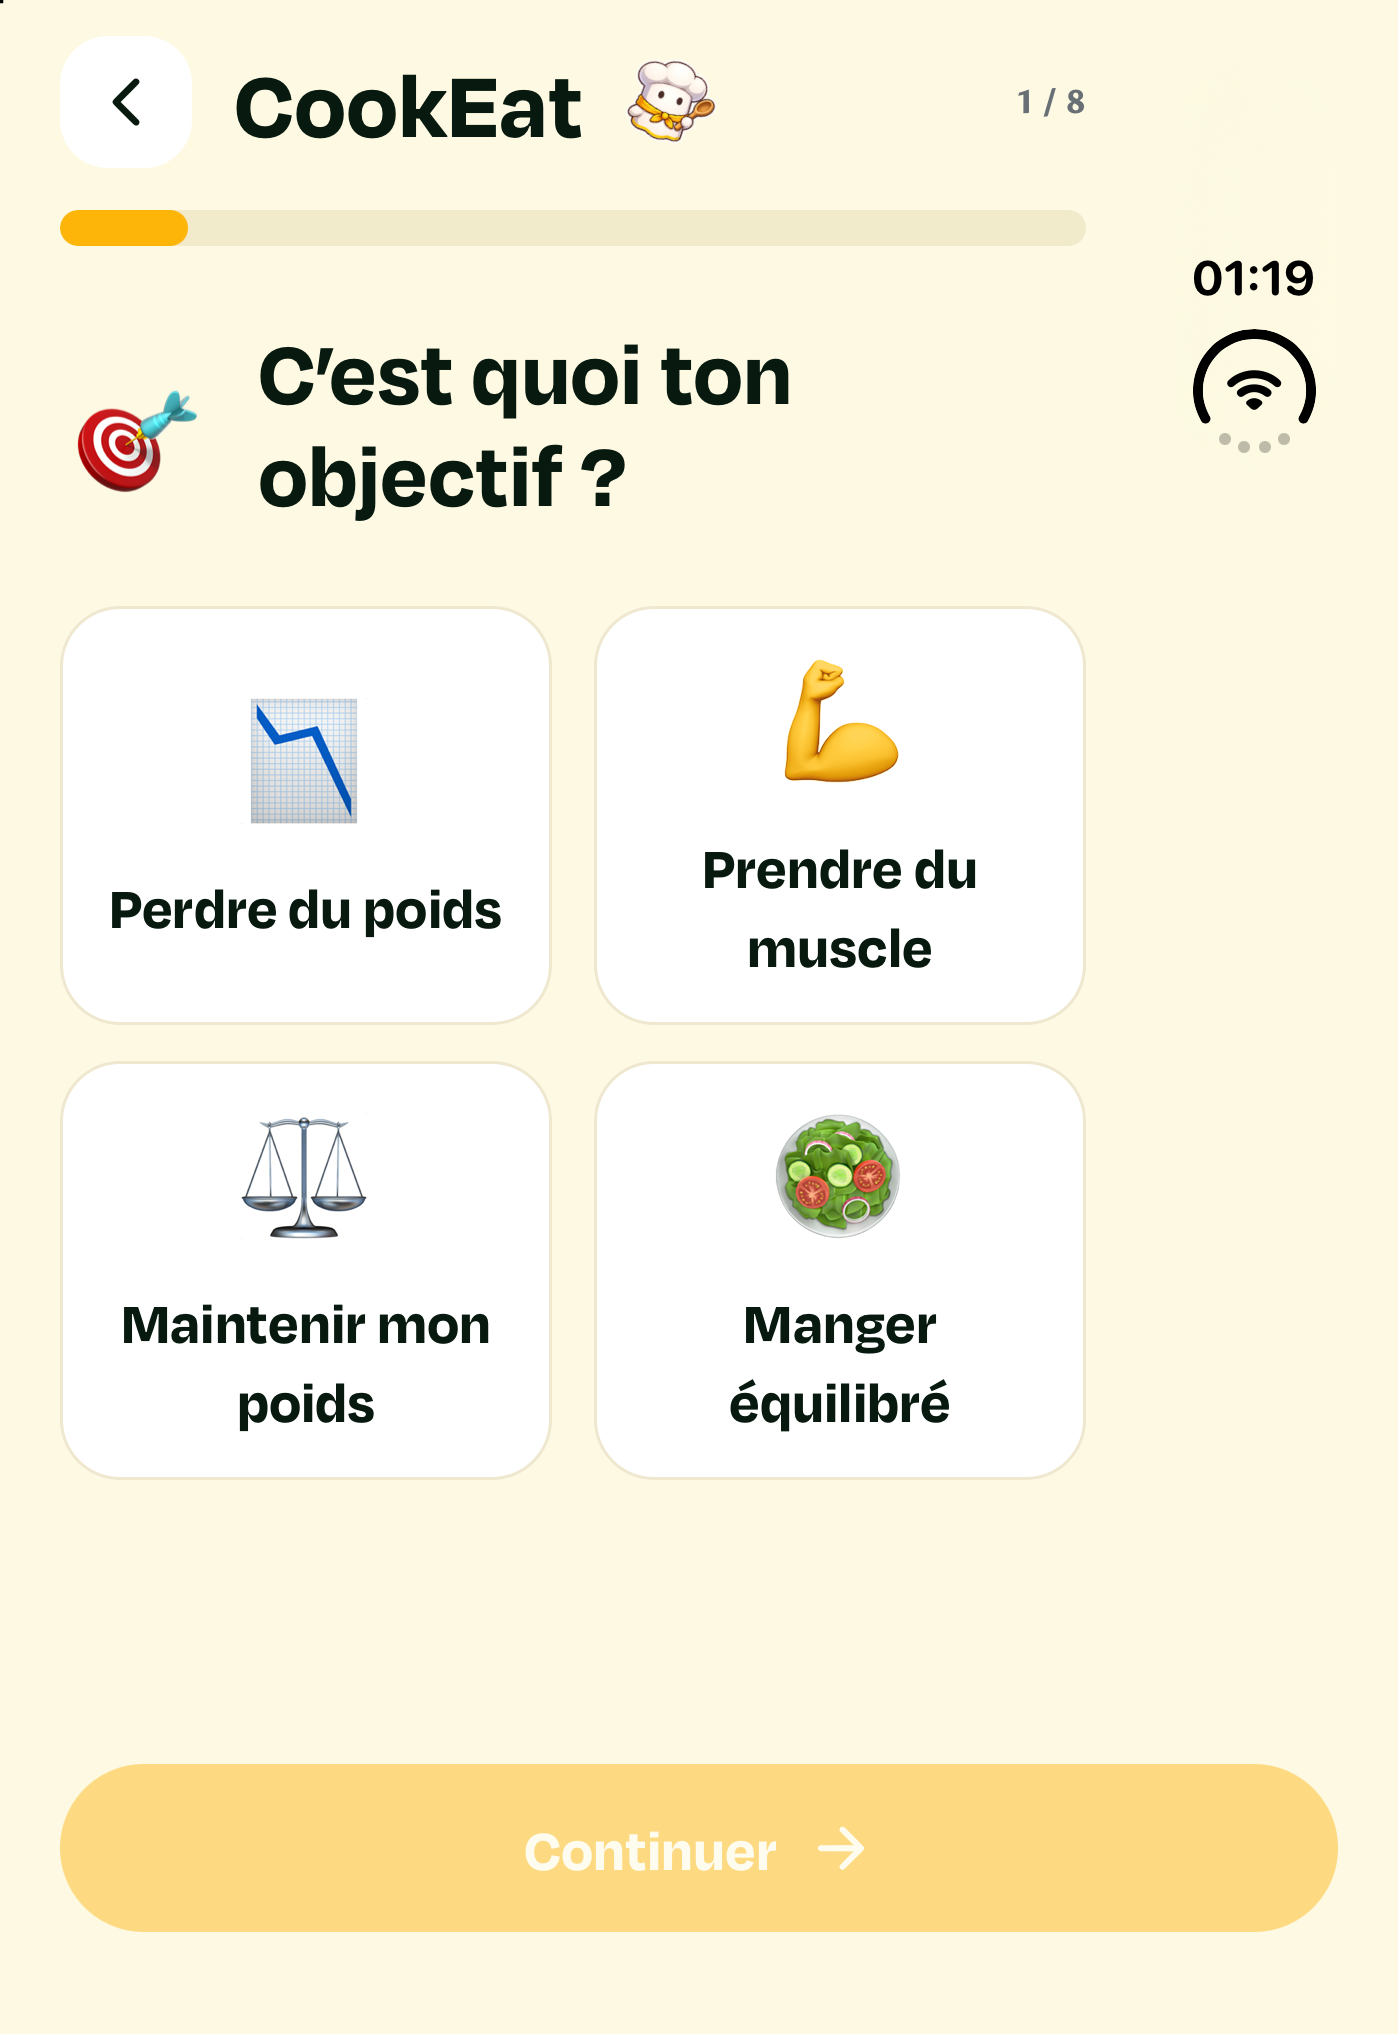 CookEat
1 / 8
01:19
C’est quoi ton
objectif ?
Perdre du poids
Prendre du
muscle
Maintenir mon
poids
Manger
équilibré
Continuer